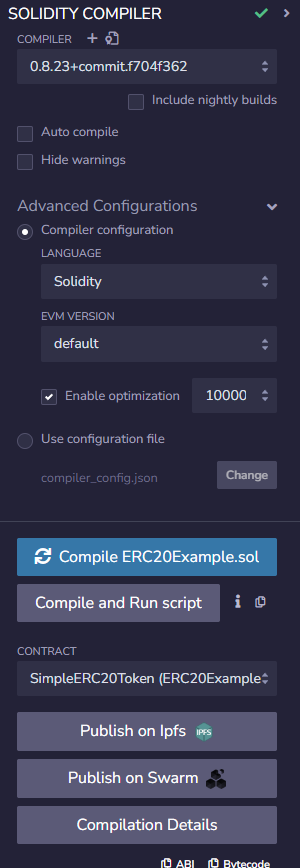 SOLIDITY COMPILER
COMPILER
0.8.23+commit.f704f362
Include nightly builds
Auto compile
Hide warnings
Advanced Configurations
Compiler configuration
LANGUAGE
Solidity
EVM VERSION
default
Enable optimization 10000
Use configuration file
compiler_config.json Change
Compile ERC20Example.sol
Compile and Run script
CONTRACT
SimpleERC20Token (ERC20Example
Publish on Ipfs IPFS
Publish on Swarm
Compilation Details
ABI Bytecode